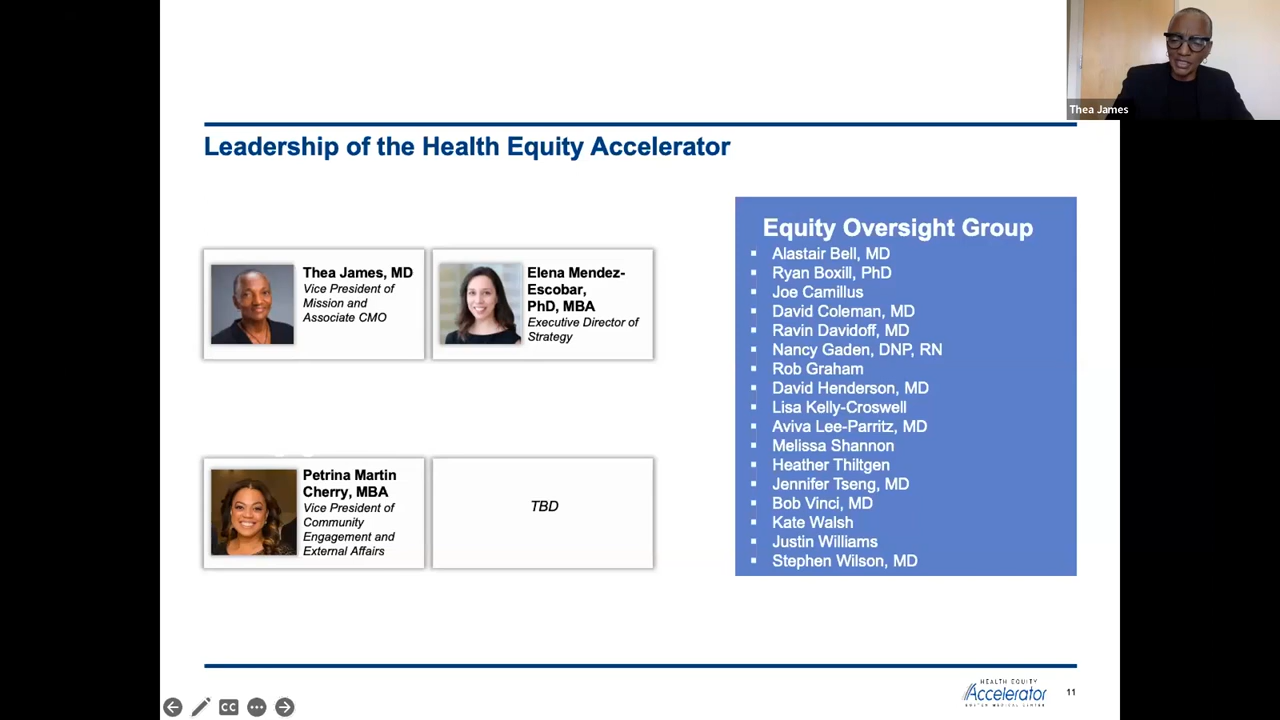 Thea James
Leadership of the Health Equity Accelerator
Thea James, MD
Vice President of
Mission and
Associate CMO
Elena Mendez-
Escobar,
PhD, MBA
Executive Director of
Strategy
Petrina Martin
Cherry, MBA
Vice President of
Community
Engagement and
External Affairs
TBD
Equity Oversight Group
▪ Alastair Bell, MD
▪ Ryan Boxill, PhD
▪ Joe Camillus
▪ David Coleman, MD
▪ Ravin Davidoff, MD
▪ Nancy Gaden, DNP, RN
▪ Rob Graham
▪ David Henderson, MD
▪ Lisa Kelly-Croswell
▪ Aviva Lee-Parritz, MD
▪ Melissa Shannon
▪ Heather Thiltgen
▪ Jennifer Tseng, MD
▪ Bob Vinci, MD
▪ Kate Walsh
▪ Justin Williams
▪ Stephen Wilson, MD
HEALTH EQUITY
Accelerator
BOSTON MEDICAL CENTER
11
CC